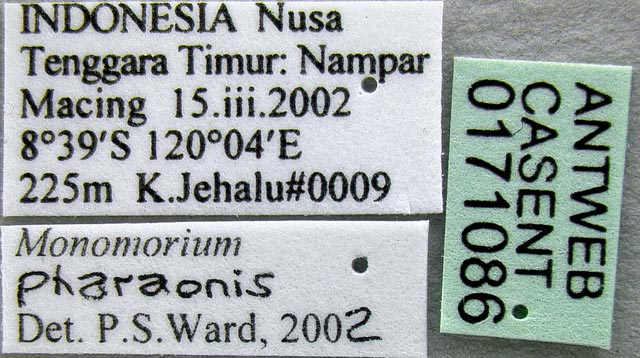 INDONESIA Nusa
Tenggara Timur: Nampar
Macing 15.iii.2002
8°39'S 120°04'E
225m K.Jehalu#0009
Monomorium
pharaonis
Det. P.S.Ward, 2002
ANTWEB
CASENT
0171086